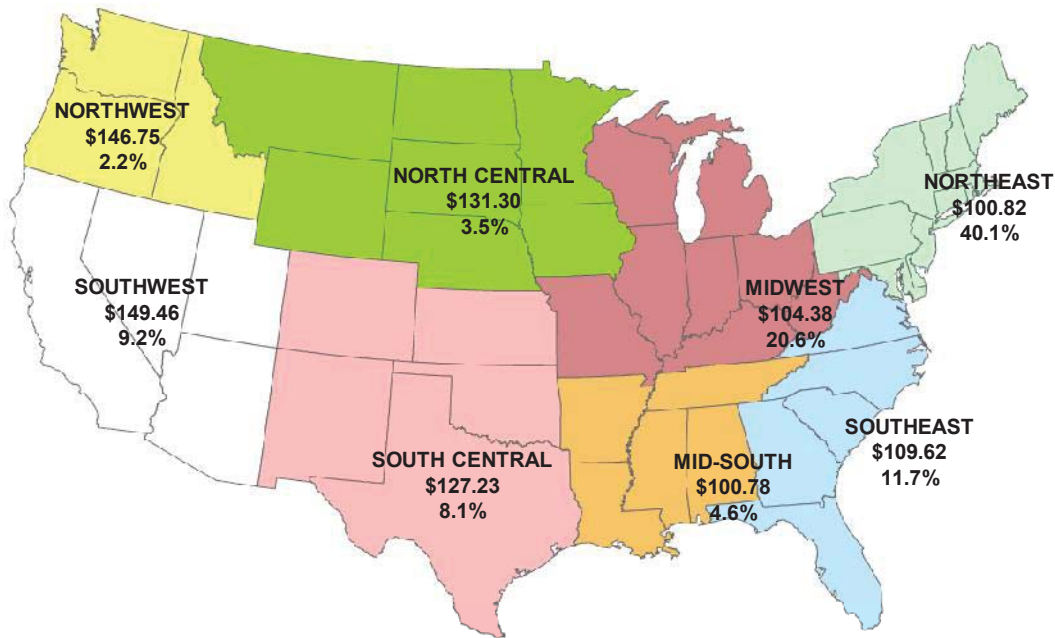 NORTHWEST
$146.75
2.2%
NORTH CENTRAL
$131.30
3.5%
NORTHEAST
$100.82
40.1%
SOUTHWEST
$149.46
9.2%
MIDWEST
$104.38
20.6%
SOUTHEAST
$109.62
11.7%
SOUTH CENTRAL
$127.23
8.1%
MID-SOUTH
$100.78
4.6%